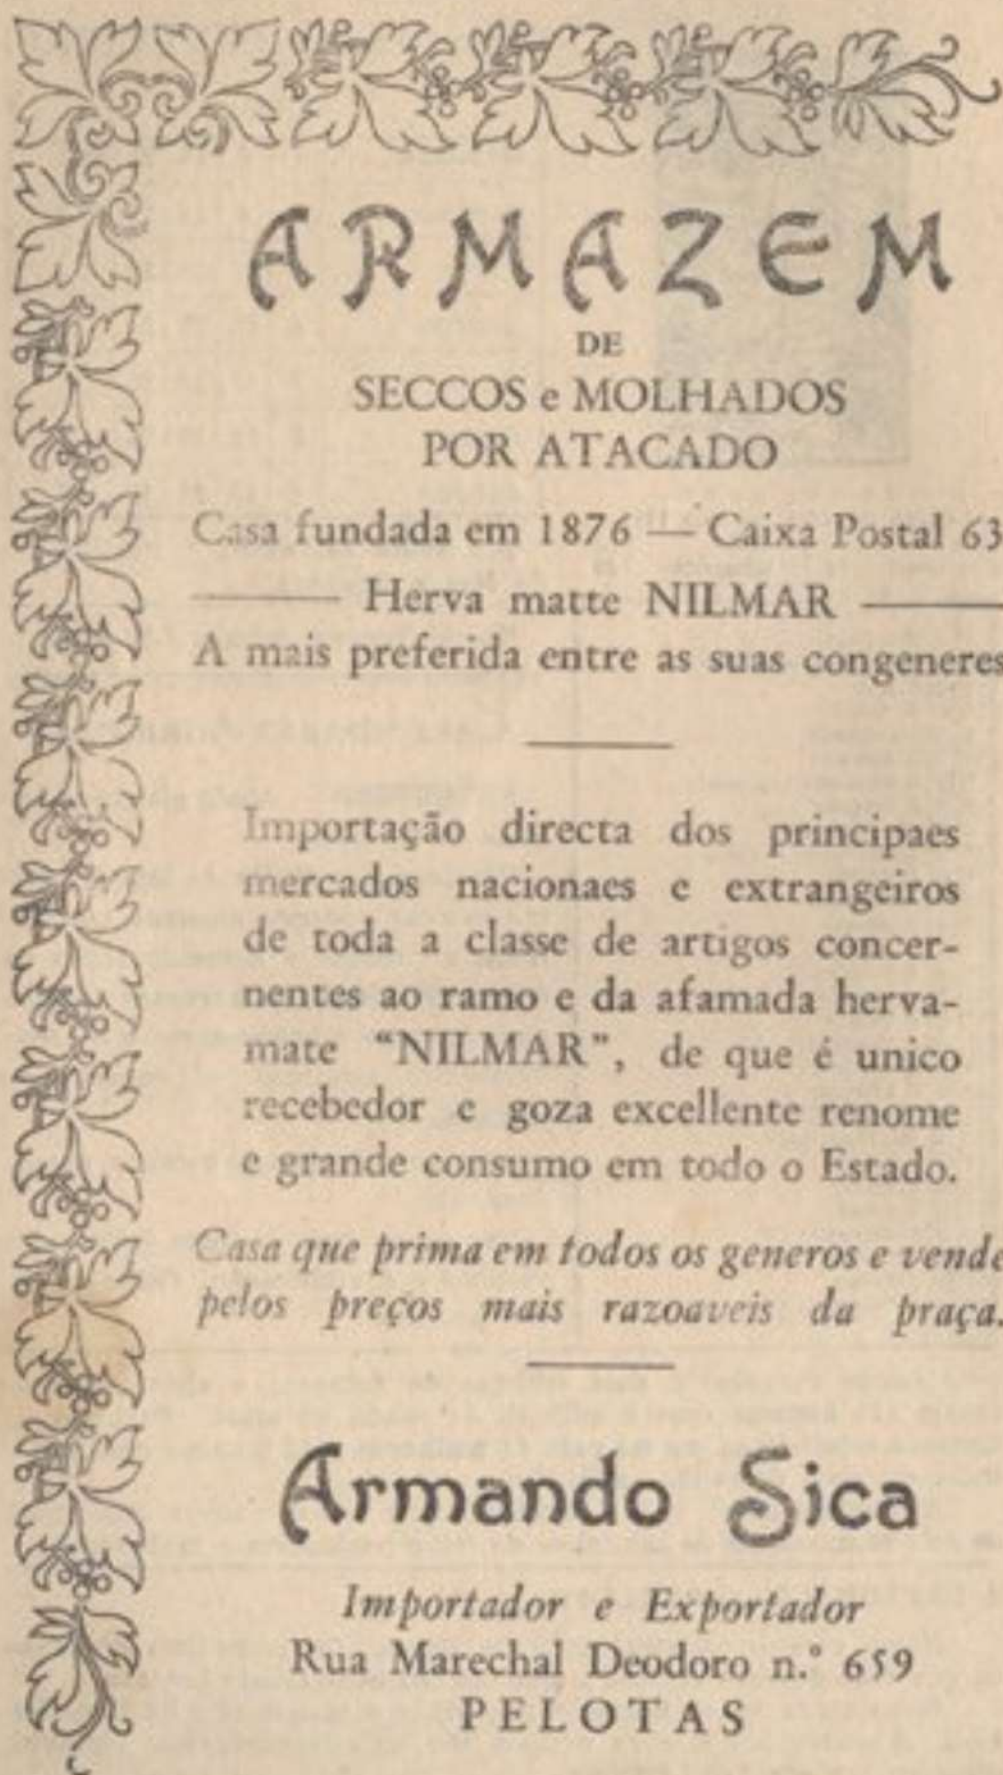 ARMAZEM
DE
SECCOS e MOLHADOS
POR ATACADO
Casa fundada em 1876 — Caixa Postal 63
Herva matte NILMAR
A mais preferida entre as suas congeneres
Importação directa dos principaes
mercados nacionaes e extrangeiros
de toda a classe de artigos concer-
nentes ao ramo e da afamada herva-
mate “NILMAR”, de que é unico
recebedor e goza excellente renome
e grande consumo em todo o Estado.
Casa que prima em todos os generos e vende
pelos preços mais razoaveis da praça.
Armando Sica
Importador e Exportador
Rua Marechal Deodoro n.° 659
PELOTAS